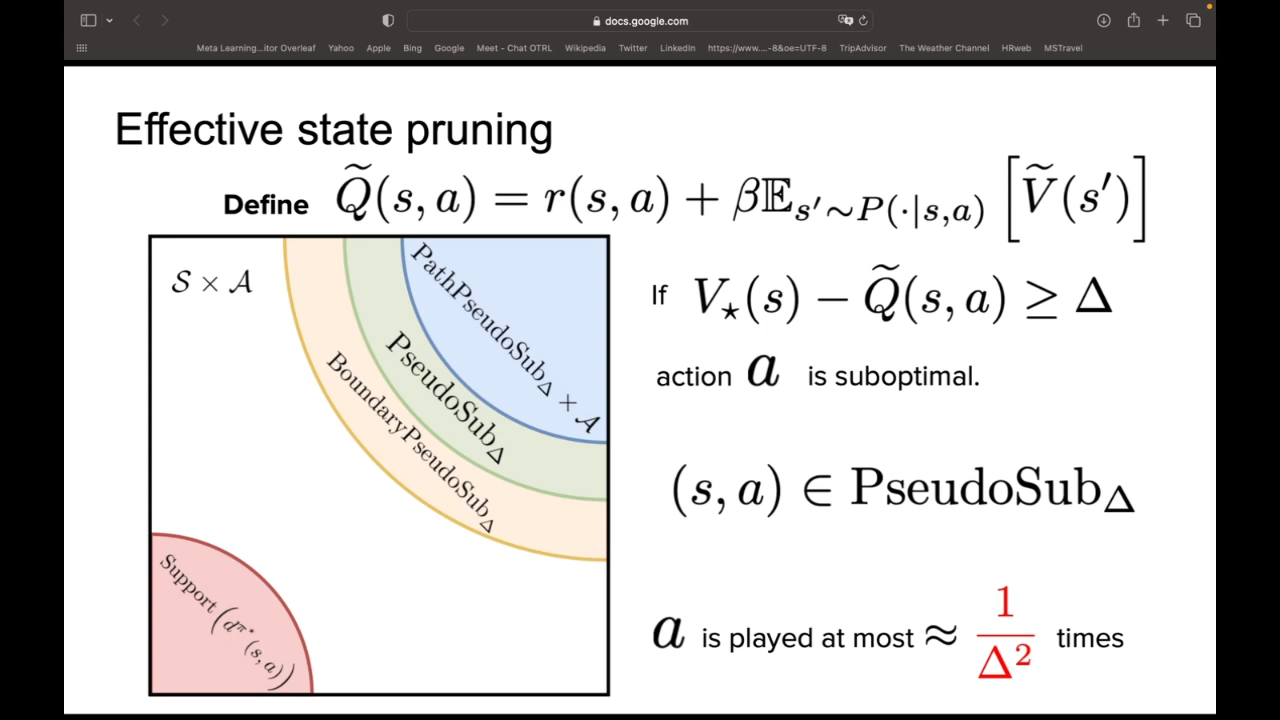 docs.google.com
Meta Learning...itor Overleaf Yahoo Apple Bing Google Meet - Chat OTRL Wikipedia Twitter LinkedIn https://www....-8&oe=UTF-8 TripAdvisor The Weather Channel HRweb MSTravel
Effective state pruning
Define Q̃(s, a) = r(s, a) + β𝔼_{s′∼P(·|s,a)} [Ṽ(s′)]
𝒮 × 𝒜
PathPseudoSub_Δ × 𝒜
PseudoSub_Δ
BoundaryPseudoSub_Δ
Support (d^{π*}(s, a))
If V_⋆(s) − Q̃(s, a) ≥ Δ
action a is suboptimal.
(s, a) ∈ PseudoSub_Δ
a is played at most ≈ 1/Δ² times